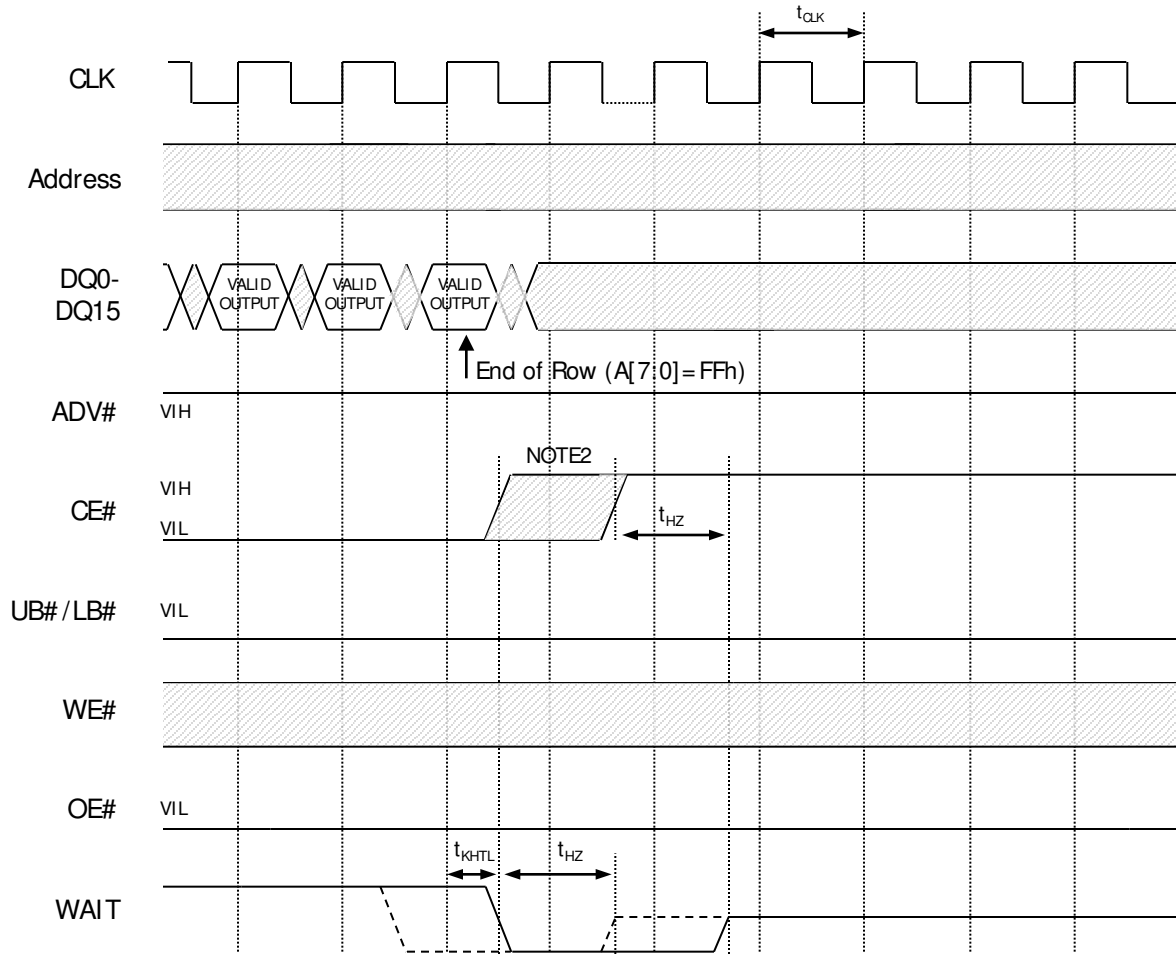 tCLK
CLK
Address
DQ0-
DQ15
VALID
OUTPUT
VALID
OUTPUT
VALID
OUTPUT
End of Row (A[7:0]=FFh)
ADV#
VIH
NOTE2
CE#
VIH
VIL
tHZ
UB# / LB#
VIL
WE#
OE#
VIL
tKHTL
tHZ
WAIT